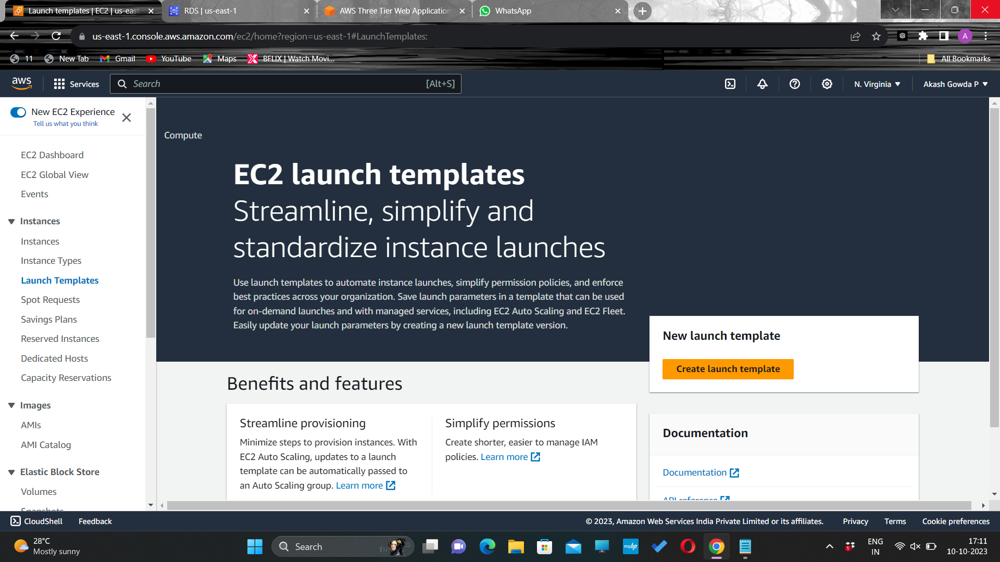 Launch templates | EC2 | us-east
RDS | us-east-1
AWS Three Tier Web Application
WhatsApp
us-east-1.console.aws.amazon.com/ec2/home?region=us-east-1#LaunchTemplates:
A
11
New Tab
Gmail
YouTube
Maps
BFLIX | Watch Movi...
All Bookmarks
aws
Services
Search
[Alt+S]
N. Virginia
Akash Gowda P
New EC2 Experience
Tell us what you think
EC2 Dashboard
EC2 Global View
Events
Instances
Instances
Instance Types
Launch Templates
Spot Requests
Savings Plans
Reserved Instances
Dedicated Hosts
Capacity Reservations
Images
AMIs
AMI Catalog
Elastic Block Store
Volumes
Snapshots
Compute
EC2 launch templates
Streamline, simplify and
standardize instance launches
Use launch templates to automate instance launches, simplify permission policies, and enforce
best practices across your organization. Save launch parameters in a template that can be used
for on-demand launches and with managed services, including EC2 Auto Scaling and EC2 Fleet.
Easily update your launch parameters by creating a new launch template version.
New launch template
Create launch template
Benefits and features
Streamline provisioning
Minimize steps to provision instances. With
EC2 Auto Scaling, updates to a launch
template can be automatically passed to
an Auto Scaling group. Learn more
Simplify permissions
Create shorter, easier to manage IAM
policies. Learn more
Documentation
Documentation
API reference
CloudShell
Feedback
© 2023, Amazon Web Services India Private Limited or its affiliates.
Privacy
Terms
Cookie preferences
28°C
Mostly sunny
Search
myhp
1
ENG
IN
17:11
10-10-2023